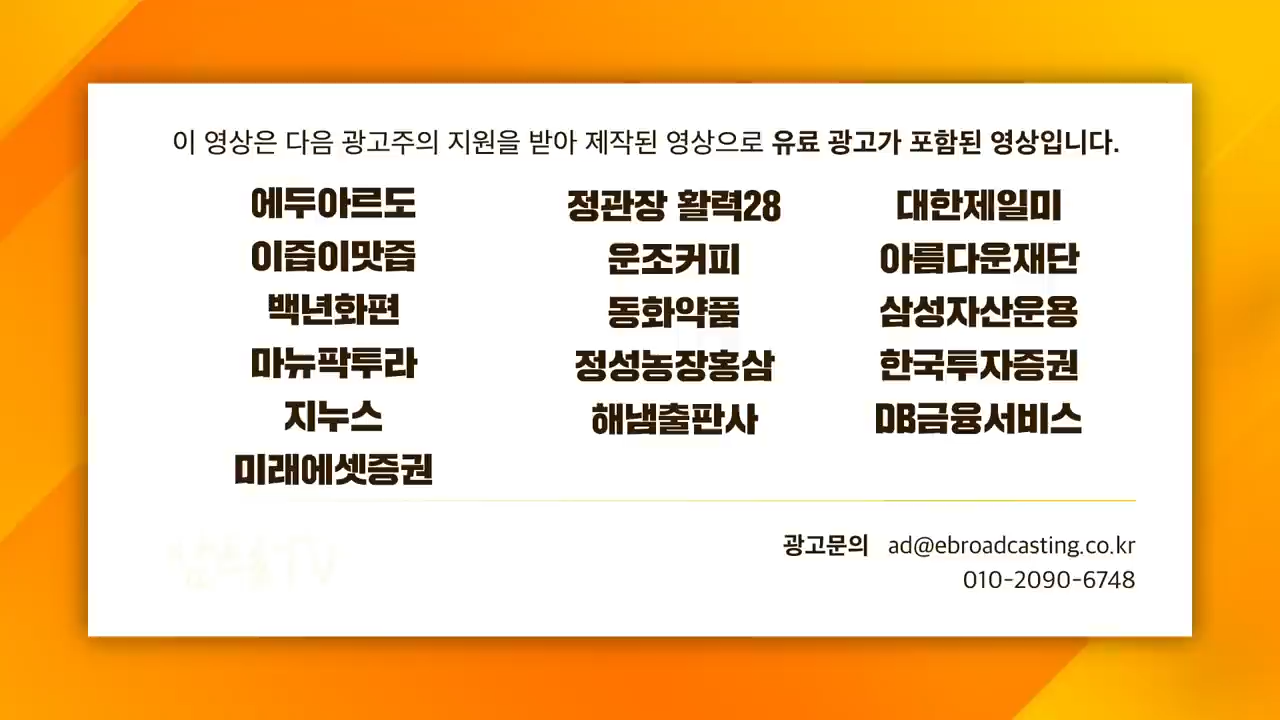 이 영상은 다음 광고주의 지원을 받아 제작된 영상으로 유료 광고가 포함된 영상입니다.
에두아르도
이즙이맛즙
백년화편
마뉴팍투라
지누스
미래에셋증권
정관장 활력28
운조커피
동화약품
정성농장홍삼
해냄출판사
대한제일미
아름다운재단
삼성자산운용
한국투자증권
DB금융서비스
광고문의 ad@ebroadcasting.co.kr
010-2090-6748